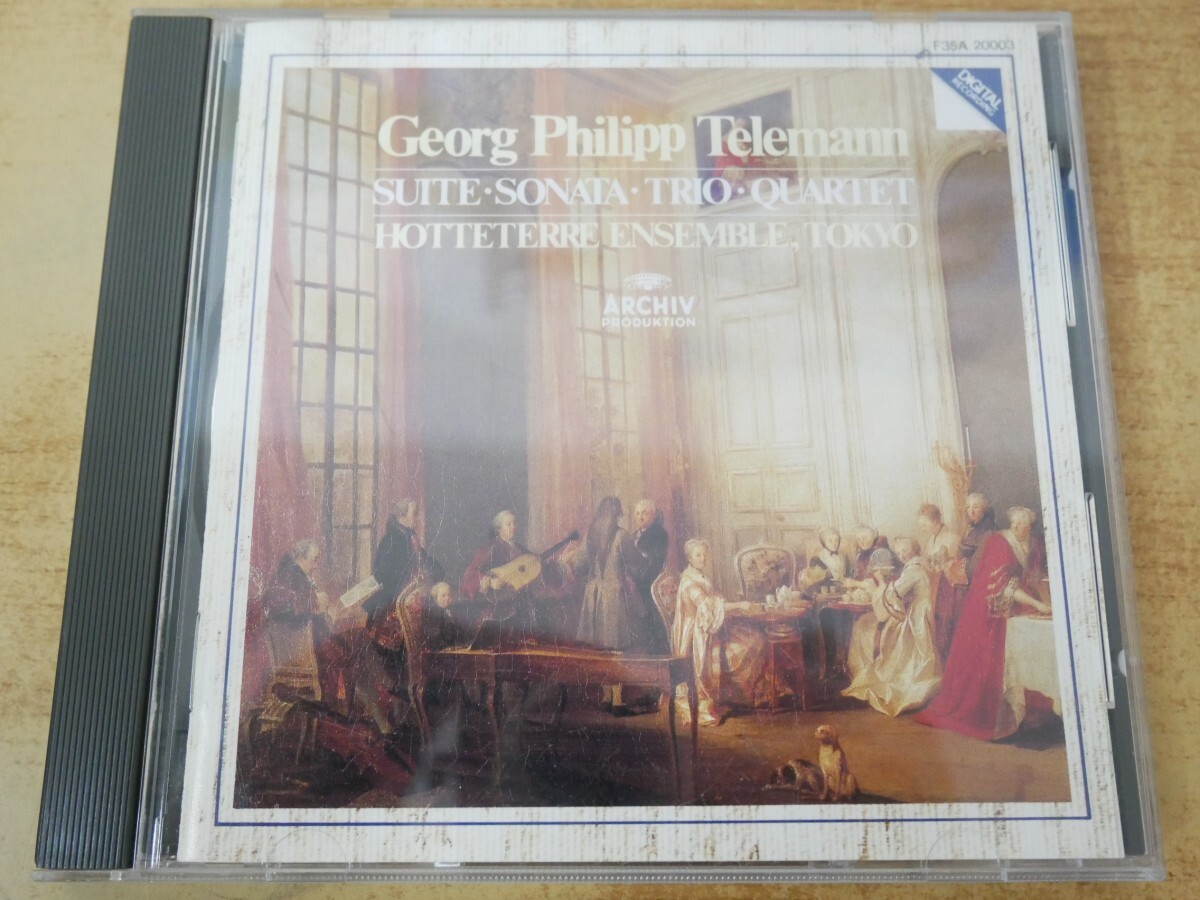 F35A 20003
DIGITAL
RECORDING
Georg Philipp Telemann
SUITE·SONATA·TRIO·QUARTET
HOTTETERRE ENSEMBLE, TOKYO
ARCHIV
PRODUKTION